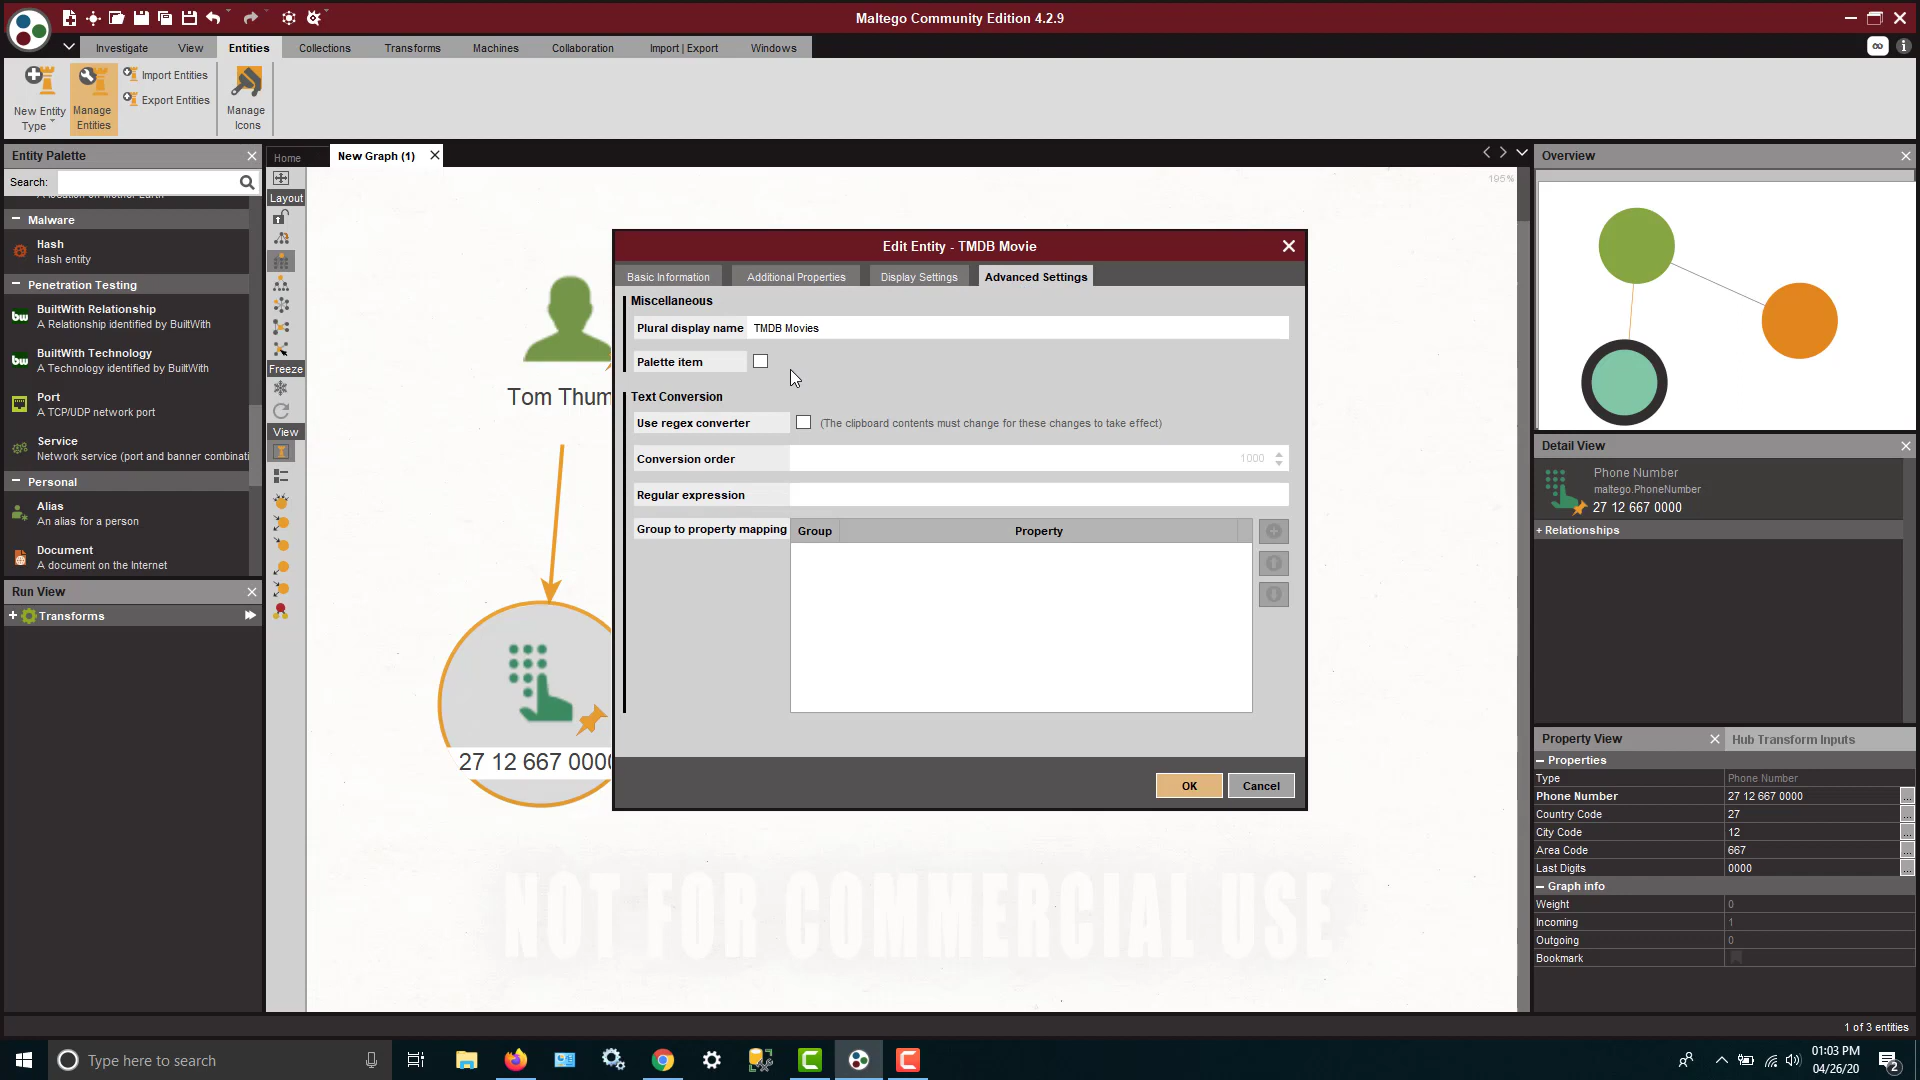 Maltego Community Edition 4.2.9
Investigate View Entities Collections Transforms Machines Collaboration Import | Export Windows
New Entity Type
Manage Entities
Import Entities
Export Entities
Manage Icons
Entity Palette
Search:
Malware
Hash
Hash entity
Penetration Testing
BuiltWith Relationship
A Relationship identified by BuiltWith
BuiltWith Technology
A Technology identified by BuiltWith
Port
A TCP/UDP network port
Service
Network service (port and banner combinati
Personal
Alias
An alias for a person
Document
A document on the Internet
Run View
Transforms
Home New Graph (1)
Layout
Freeze
View
195%
Tom Thum
27 12 667 0000
NOT FOR COMMERCIAL USE
Edit Entity - TMDB Movie
Basic Information Additional Properties Display Settings Advanced Settings
Miscellaneous
Plural display name TMDB Movies
Palette item
Text Conversion
Use regex converter (The clipboard contents must change for these changes to take effect)
Conversion order 1000
Regular expression
Group to property mapping Group Property
OK Cancel
Overview
Detail View
Phone Number
maltego.PhoneNumber
27 12 667 0000
+ Relationships
Property View Hub Transform Inputs
Properties
Type Phone Number
Phone Number 27 12 667 0000
Country Code 27
City Code 12
Area Code 667
Last Digits 0000
Graph info
Weight 0
Incoming 1
Outgoing 0
Bookmark
1 of 3 entities
Type here to search
01:03 PM
04/26/20
2